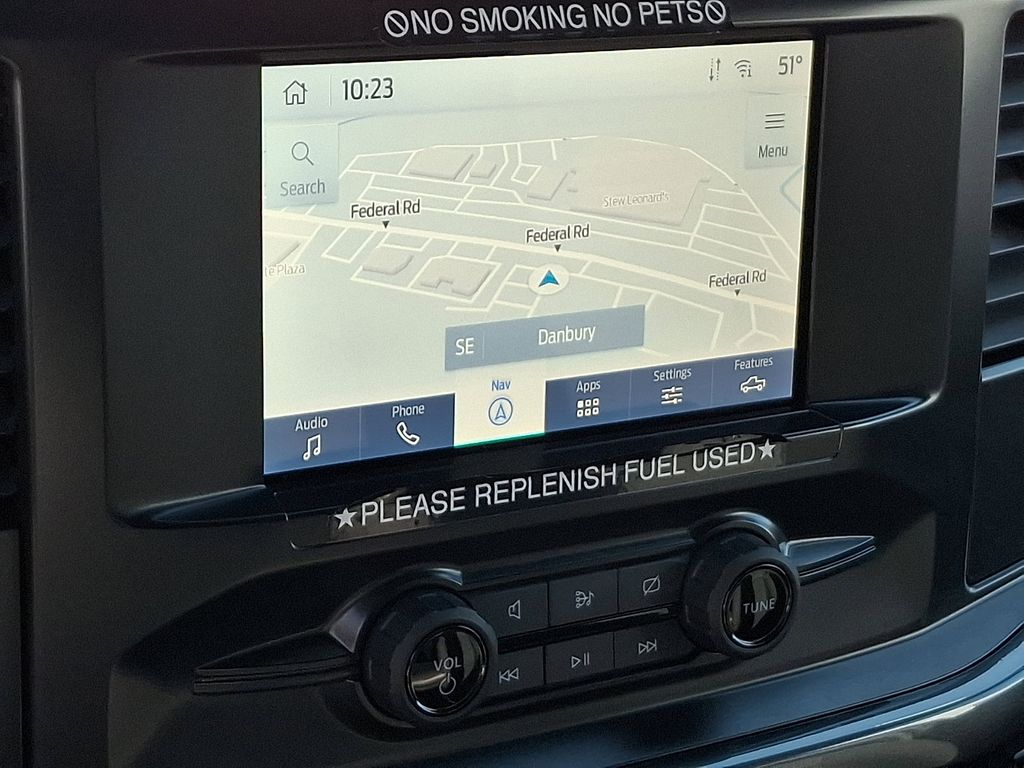 NO SMOKING NO PETS
10:23
51°
Search
Menu
Stew Leonard's
Federal Rd
Federal Rd
te Plaza
Federal Rd
SE Danbury
Audio Phone Nav Apps Settings Features
★PLEASE REPLENISH FUEL USED★
VOL
TUNE